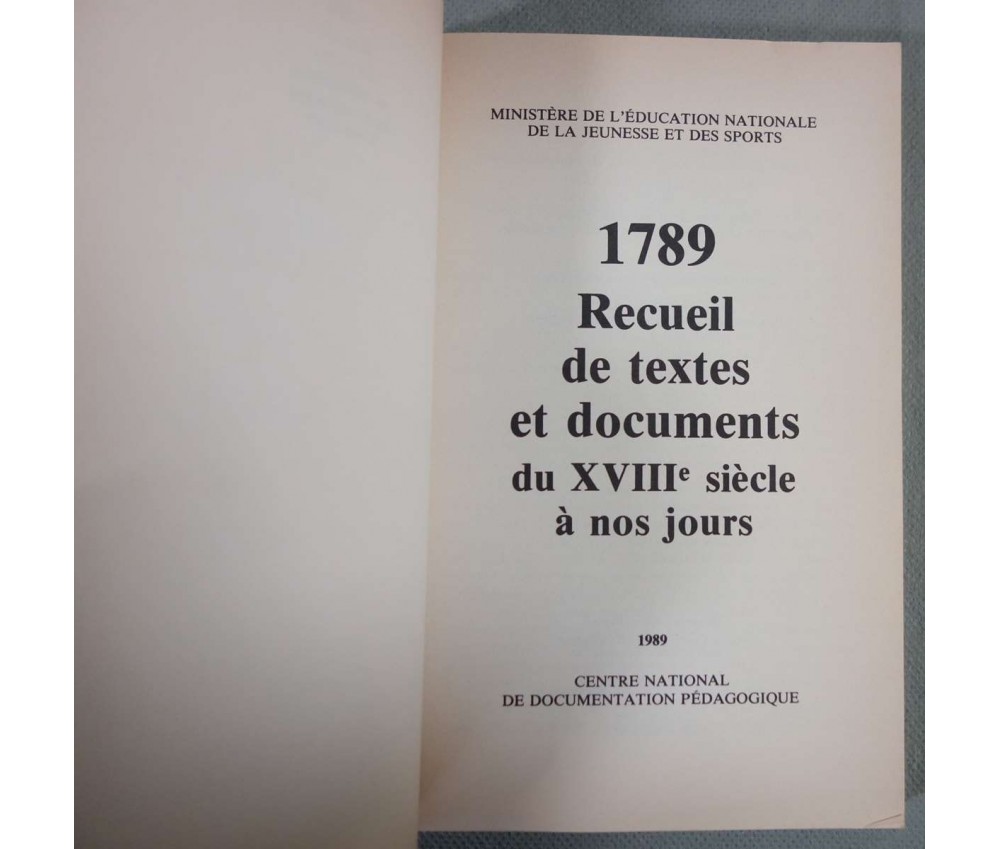 MINISTÈRE DE L'ÉDUCATION NATIONALE
DE LA JEUNESSE ET DES SPORTS
1789
Recueil
de textes
et documents
du XVIIIe siècle
à nos jours
1989
CENTRE NATIONAL
DE DOCUMENTATION PÉDAGOGIQUE